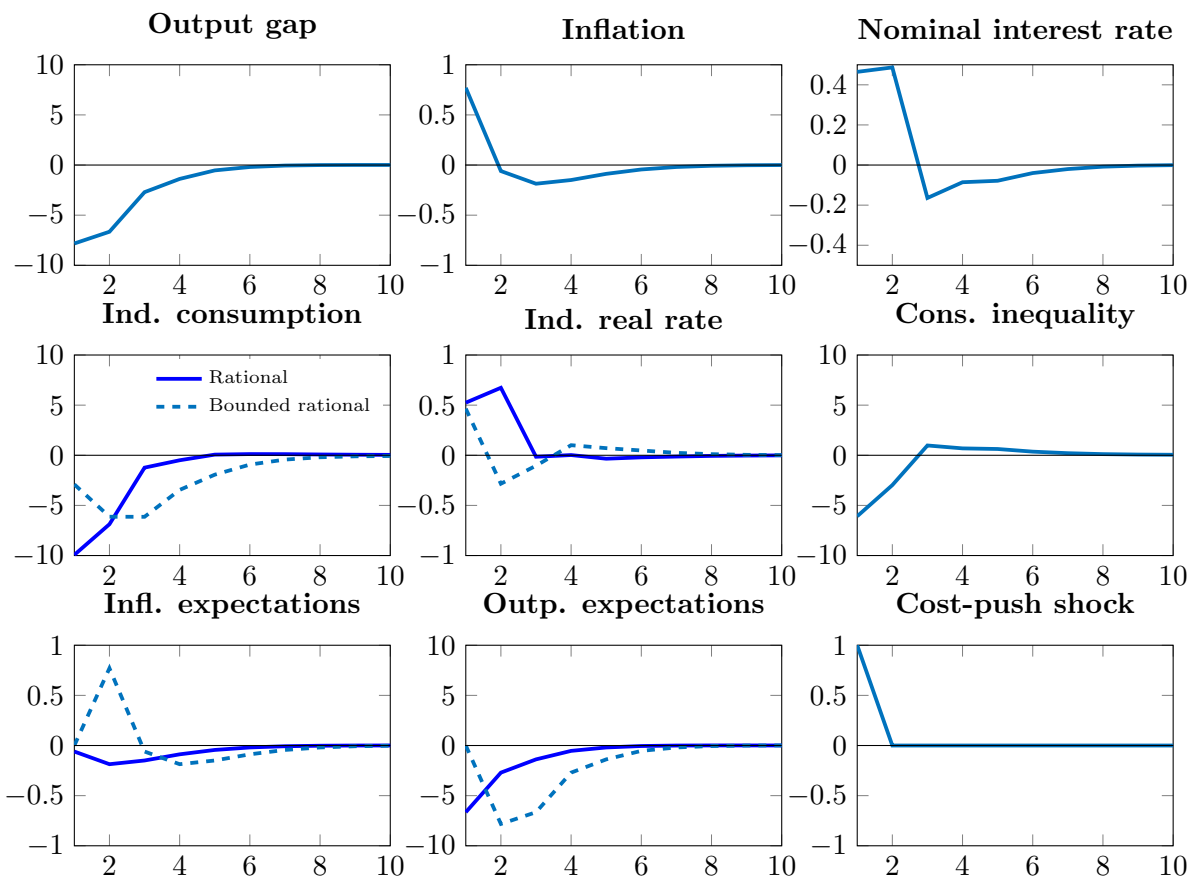 Output gap
Inflation
Nominal interest rate
10
5
0
−5
−10
2 4 6 8 10
1
0.5
0
−0.5
−1
2 4 6 8 10
0.4
0.2
0
−0.2
−0.4
2 4 6 8 10
Ind. consumption
Ind. real rate
Cons. inequality
10
5
0
−5
−10
Rational
Bounded rational
2 4 6 8 10
1
0.5
0
−0.5
−1
2 4 6 8 10
10
5
0
−5
−10
2 4 6 8 10
Infl. expectations
Outp. expectations
Cost-push shock
1
0.5
0
−0.5
−1
2 4 6 8 10
10
5
0
−5
−10
2 4 6 8 10
1
0.5
0
−0.5
−1
2 4 6 8 10